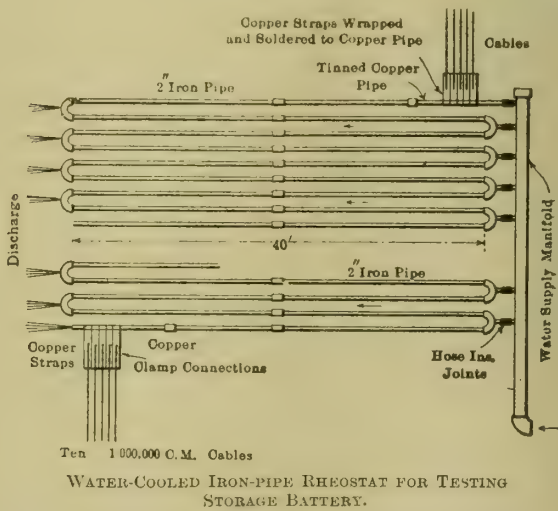 Copper Straps Wrapped
and Soldered to Copper Pipe
Cables
Tinned Copper
Pipe
2" Iron Pipe
Discharge
40'
2" Iron Pipe
Water Supply Manifold
Copper
Straps
Copper
Clamp Connections
Hose Ins.
Joints
Ten 1 000,000 C.M. Cables
WATER-COOLED IRON-PIPE RHEOSTAT FOR TESTING
STORAGE BATTERY.